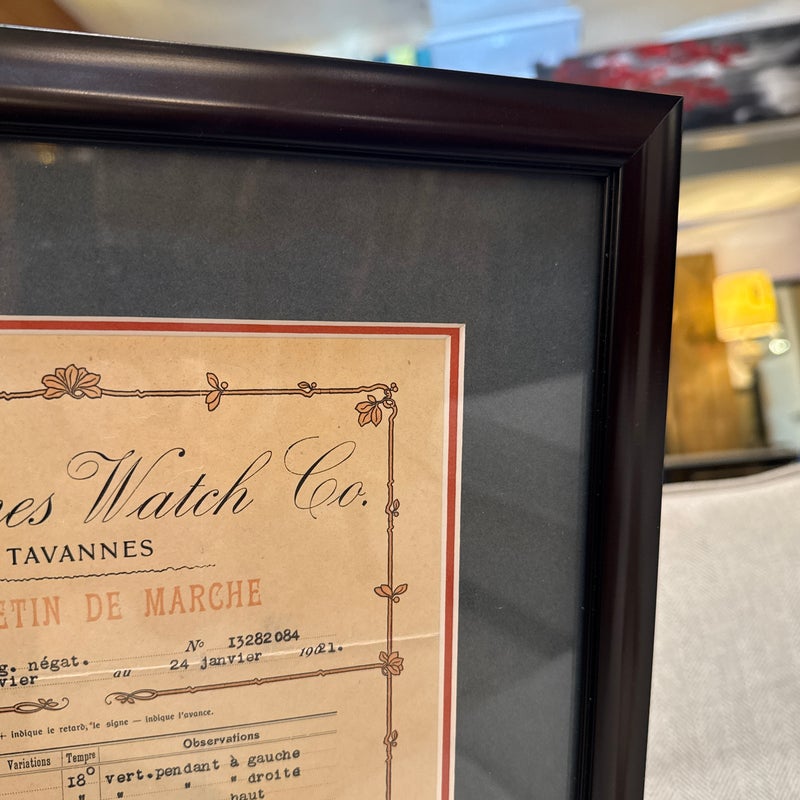 nes Watch Co.
TAVANNES
ETIN DE MARCHE
Nº 13282084
g. négat.
vier au 24 janvier 1921.
+ indique le retard, le signe — indique l'avance.
Variations Tempre Observations
18° vert.pendant à gauche
" " " " droite
" " haut